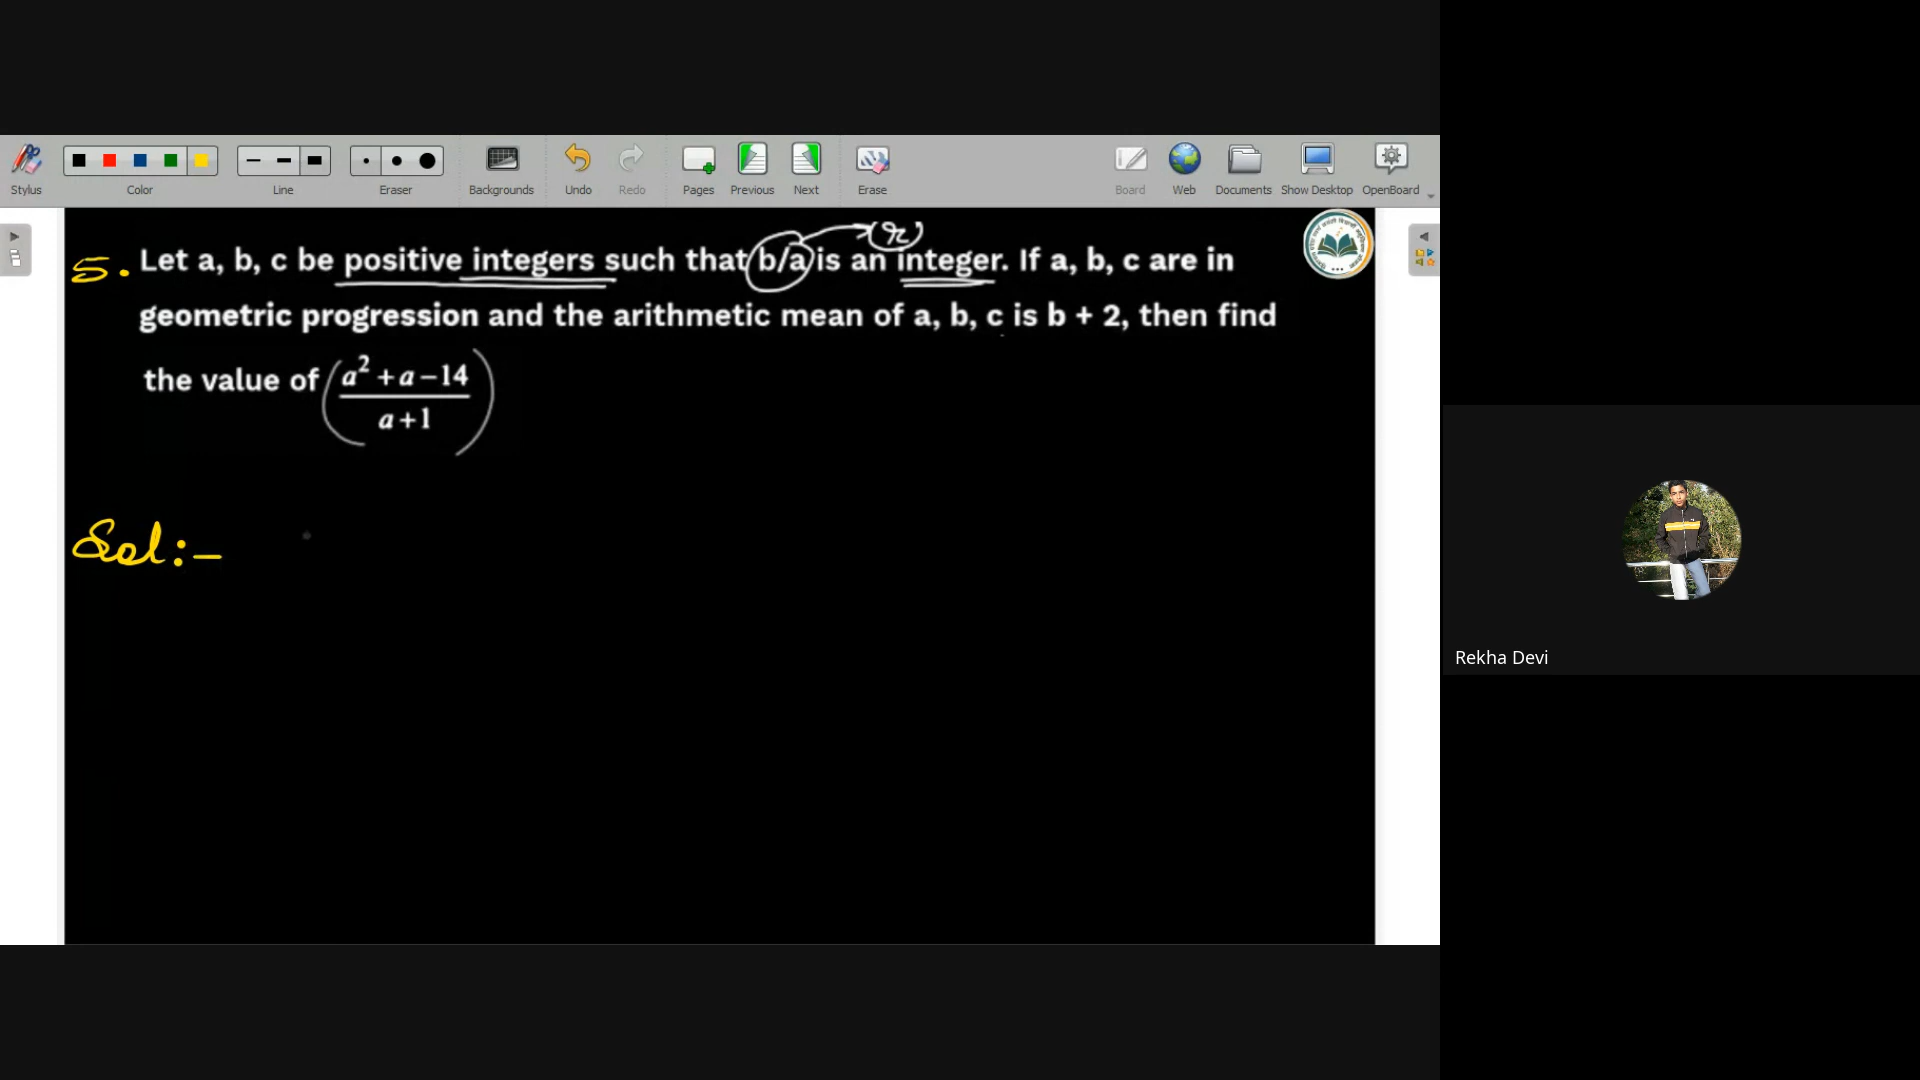 Stylus Color Line Eraser Backgrounds Undo Redo Pages Previous Next Erase Board Web Documents Show Desktop OpenBoard
5. Let a, b, c be positive integers such that b/a is an integer. If a, b, c are in
geometric progression and the arithmetic mean of a, b, c is b + 2, then find
the value of (a² + a − 14 / a + 1)
Sol:-
Rekha Devi